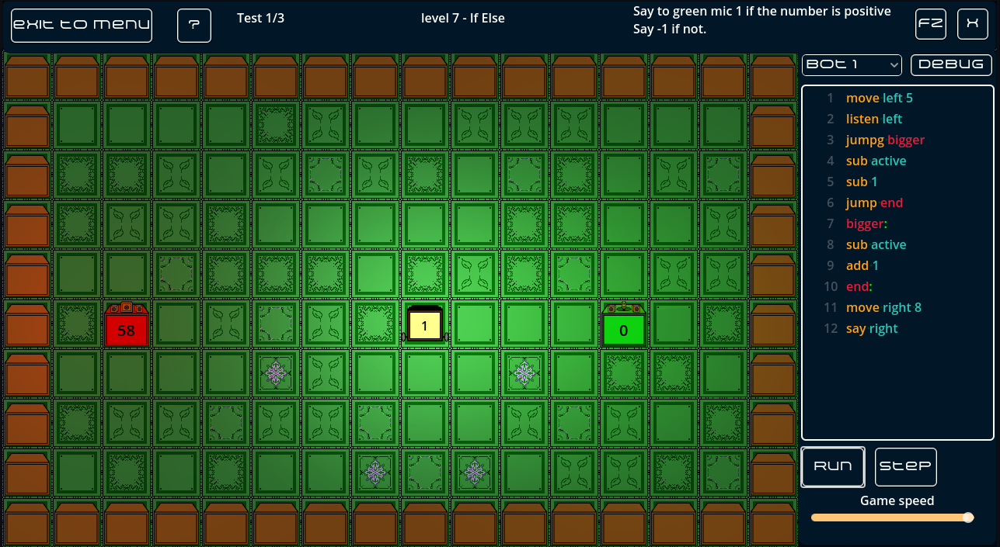 EXIT TO MENU
?
Test 1/3
level 7 - If Else
Say to green mic 1 if the number is positive
Say -1 if not.
F2
X
BOT 1
DEBUG
1 move left 5
2 listen left
3 jumpg bigger
4 sub active
5 sub 1
6 jump end
7 bigger:
8 sub active
9 add 1
10 end:
11 move right 8
12 say right
58
1
0
RUN
STEP
Game speed